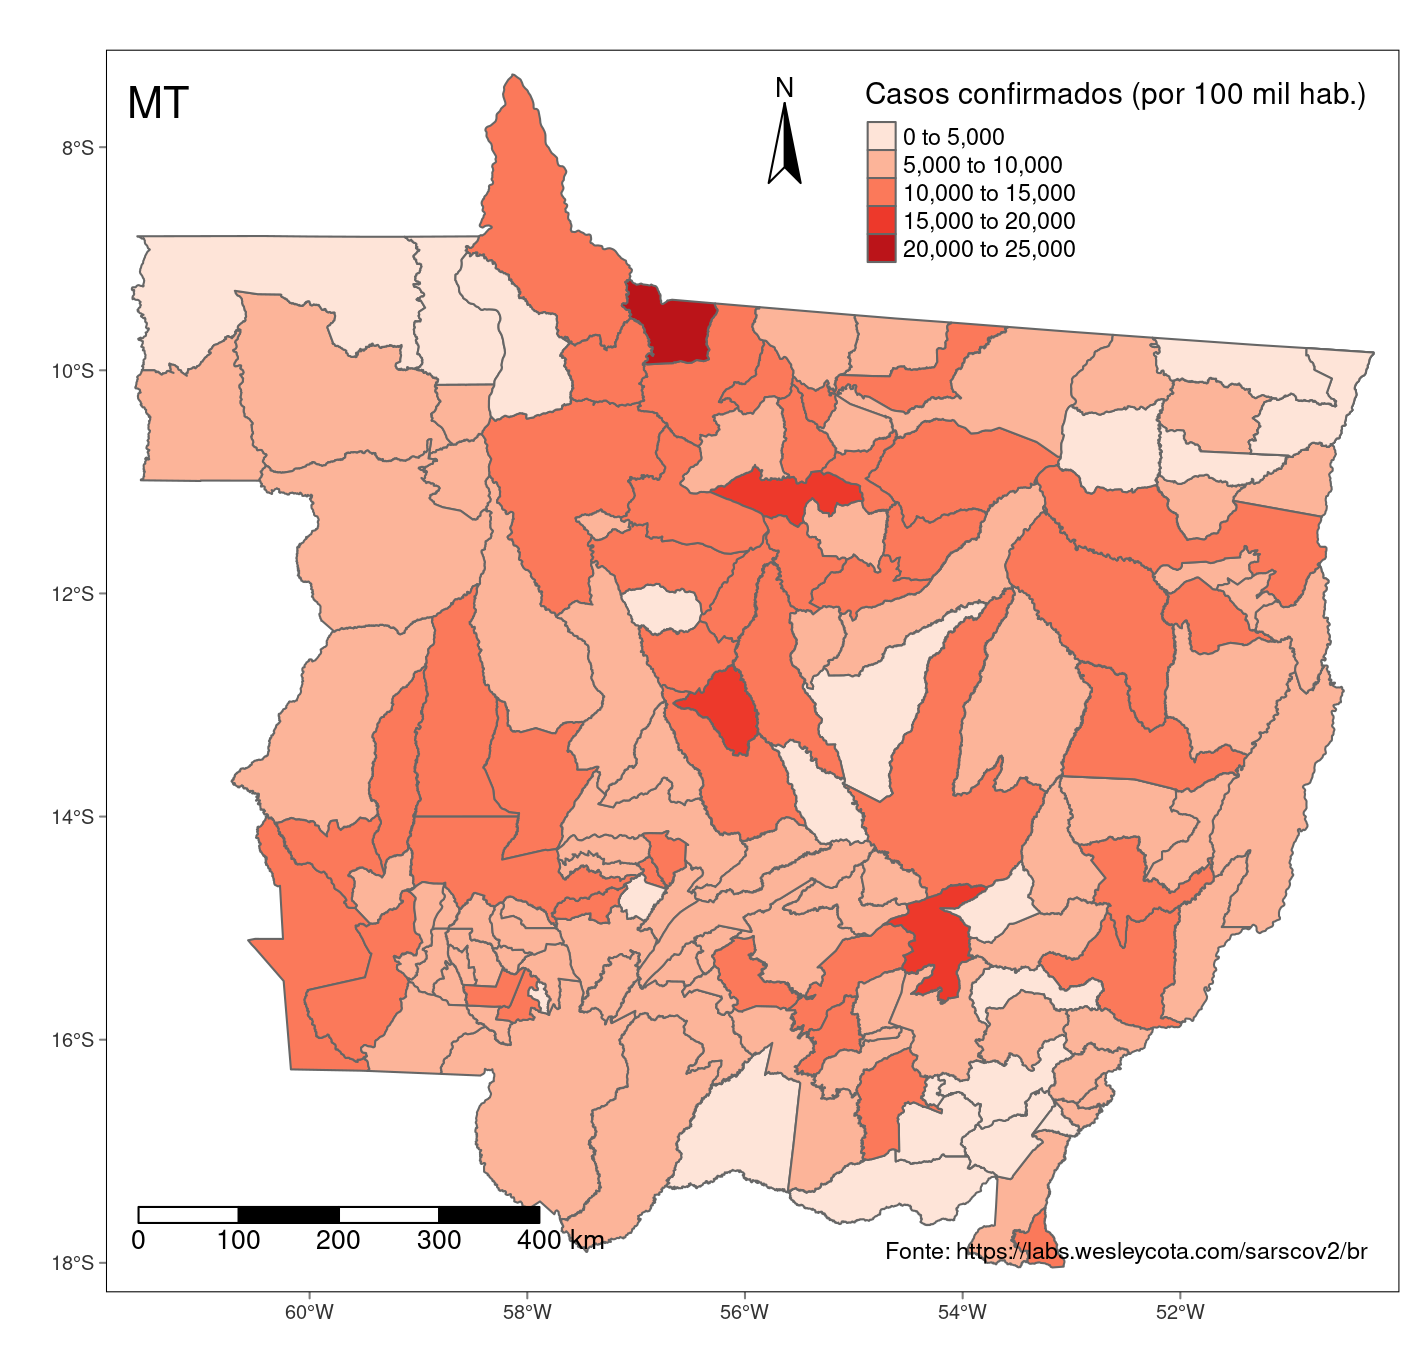 MT
N
Casos confirmados (por 100 mil hab.)
0 to 5,000
5,000 to 10,000
10,000 to 15,000
15,000 to 20,000
20,000 to 25,000
8°S
10°S
12°S
14°S
16°S
18°S
0 100 200 300 400 km
Fonte: https://labs.wesleycota.com/sarscov2/br
60°W 58°W 56°W 54°W 52°W